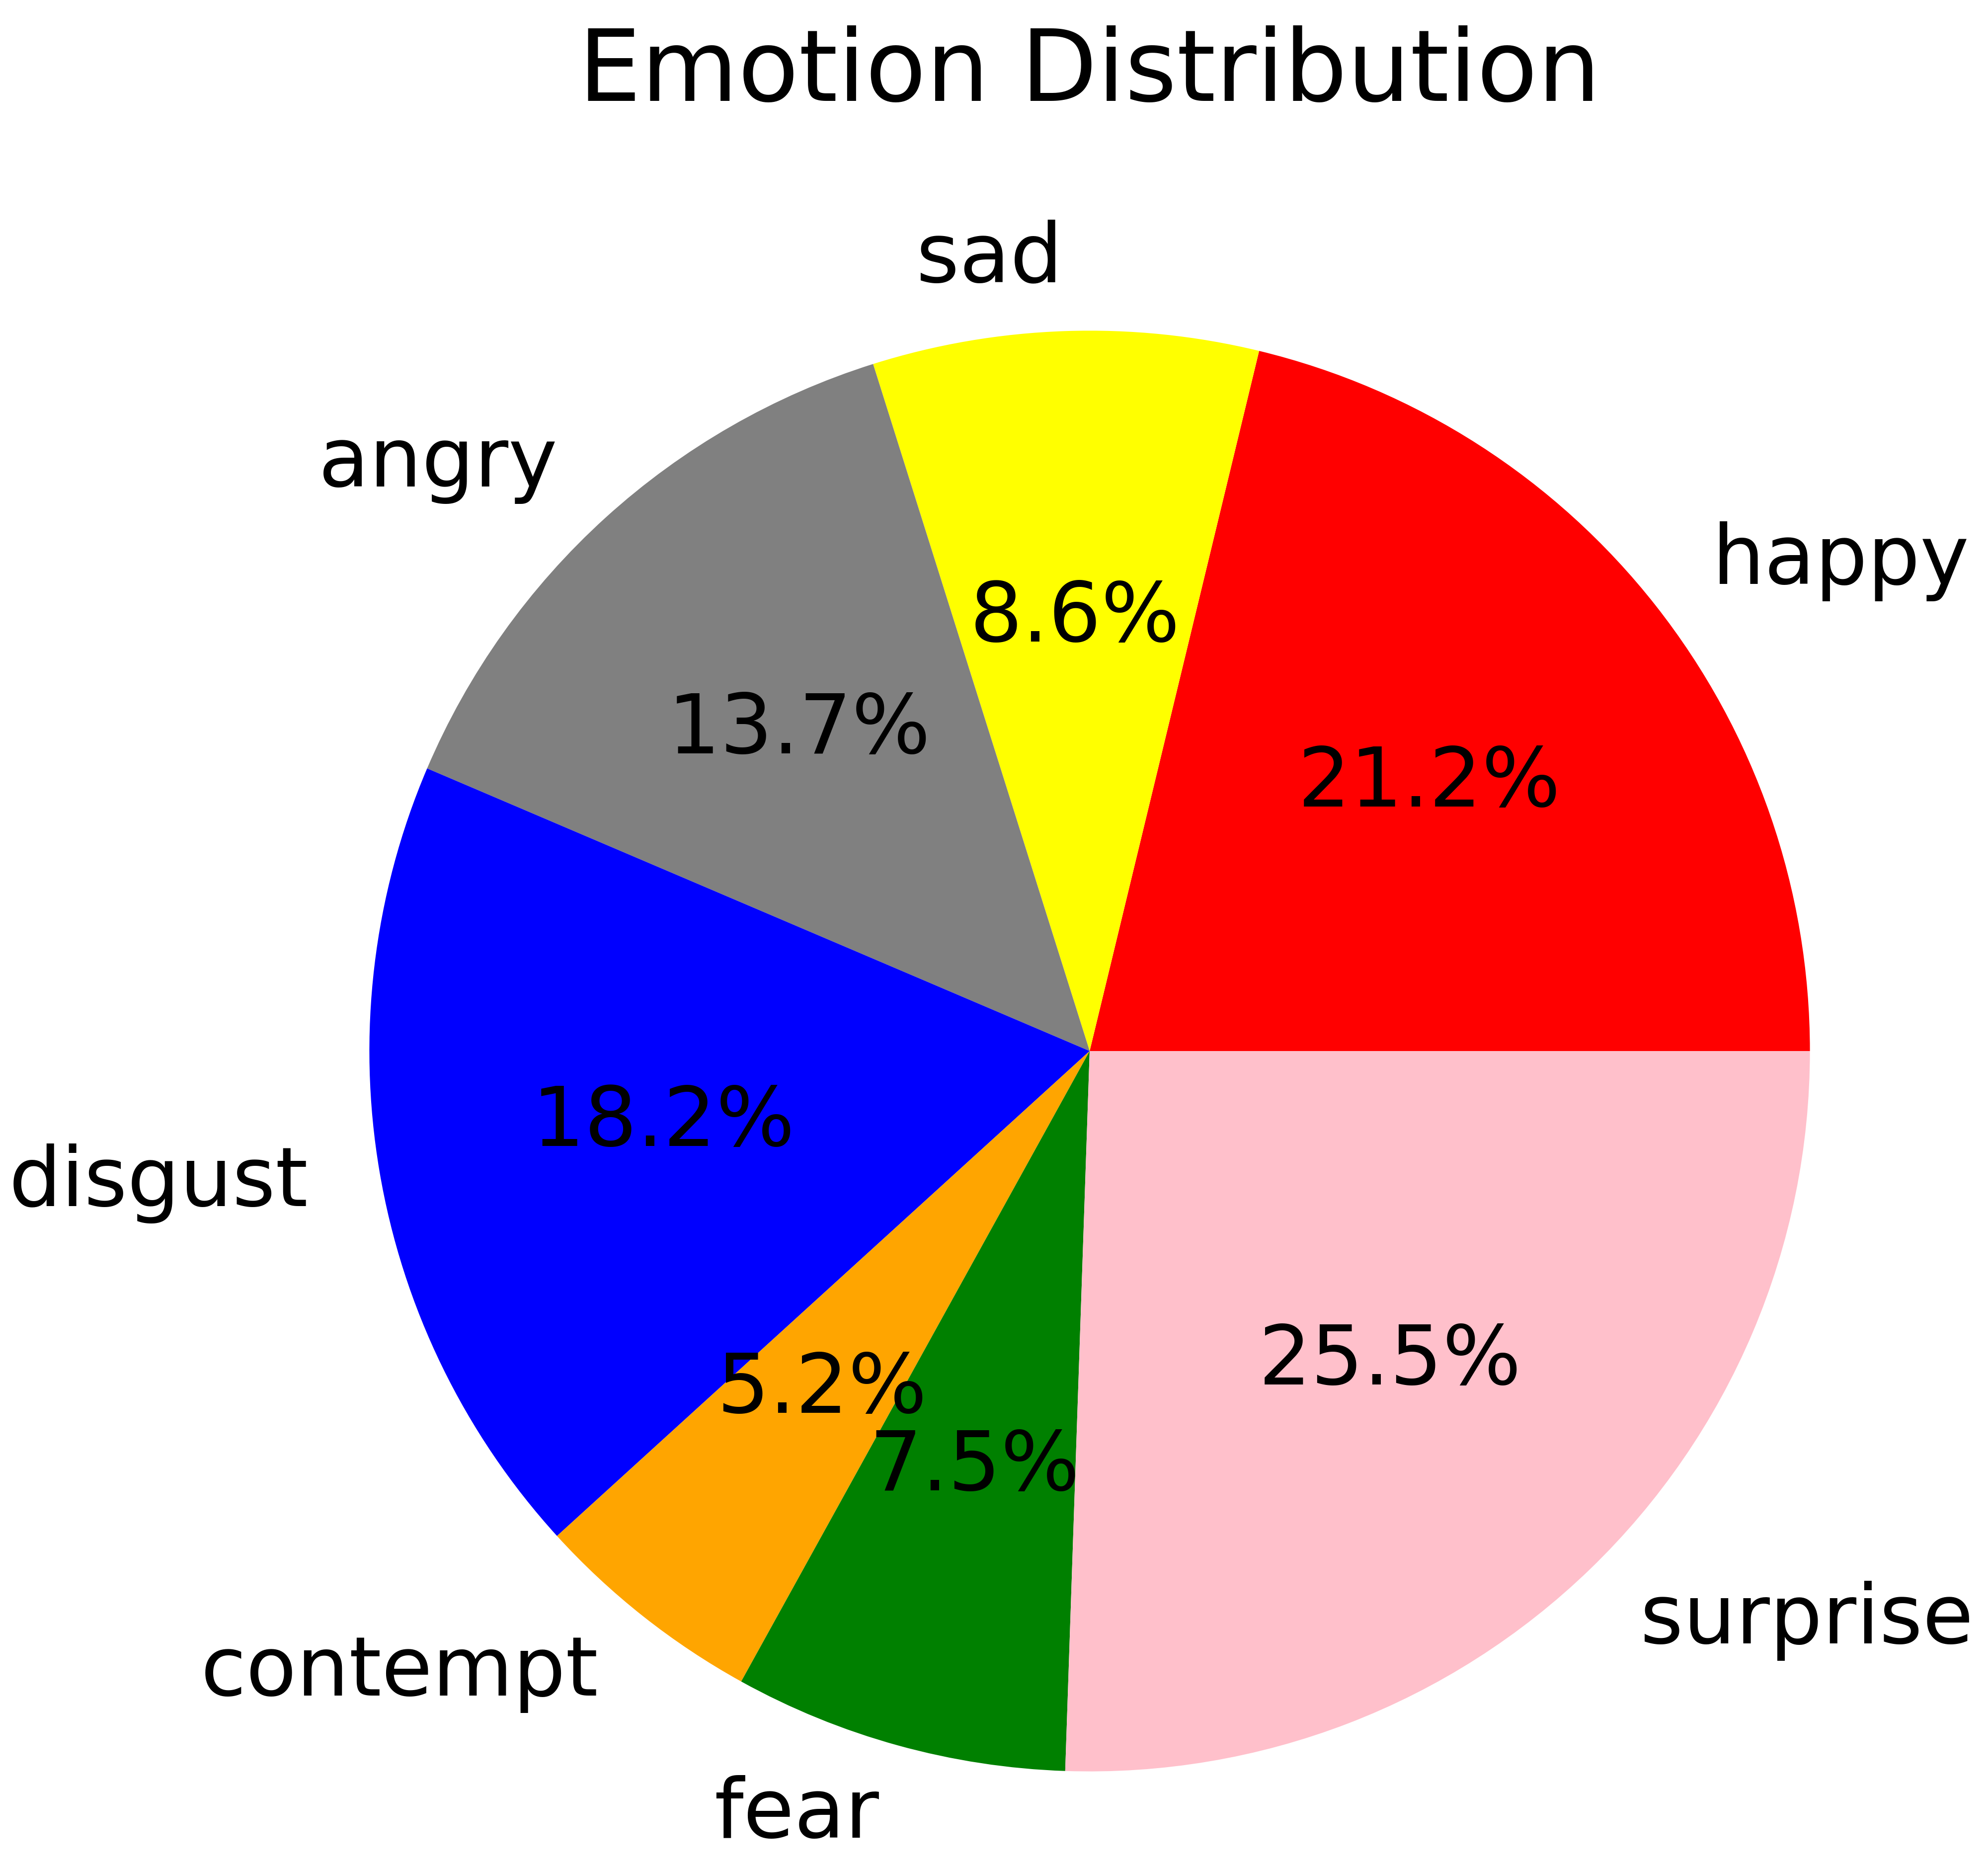 Emotion Distribution
sad
angry
happy
8.6%
13.7%
21.2%
18.2%
disgust
25.5%
5.2%
7.5%
surprise
contempt
fear